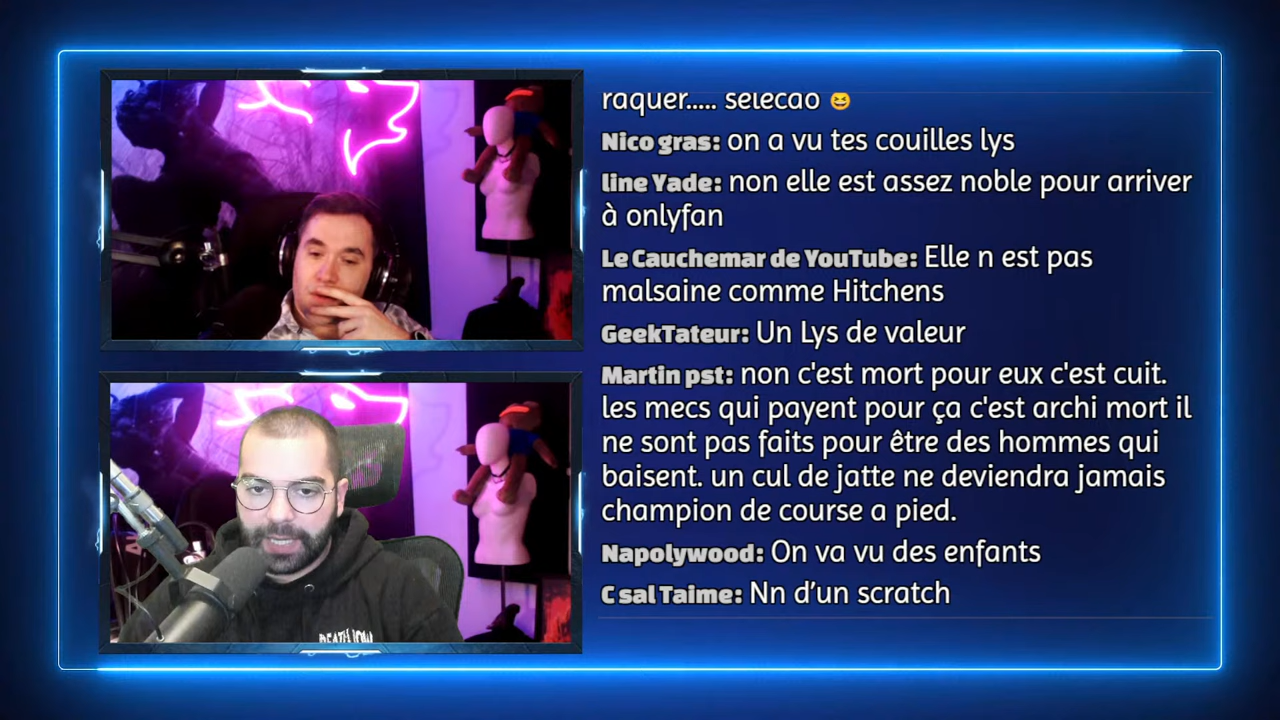 raquer..... selecao 😆
Nico gras: on a vu tes couilles lys
line Yade: non elle est assez noble pour arriver
à onlyfan
Le Cauchemar de YouTube: Elle n est pas
malsaine comme Hitchens
GeekTateur: Un Lys de valeur
Martin pst: non c'est mort pour eux c'est cuit.
les mecs qui payent pour ça c'est archi mort il
ne sont pas faits pour être des hommes qui
baisent. un cul de jatte ne deviendra jamais
champion de course a pied.
Napolywood: On va vu des enfants
C sal Taime: Nn d’un scratch